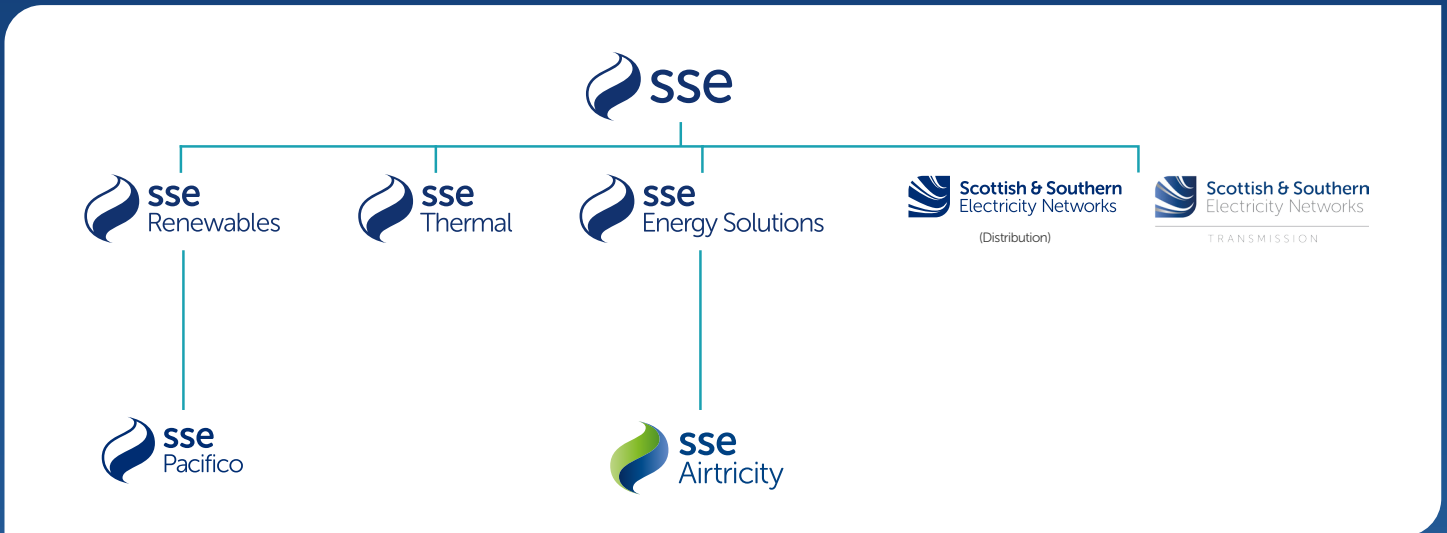 sse
sse
Renewables
sse
Thermal
sse
Energy Solutions
Scottish & Southern
Electricity Networks
(Distribution)
Scottish & Southern
Electricity Networks
TRANSMISSION
sse
Pacifico
sse
Airtricity